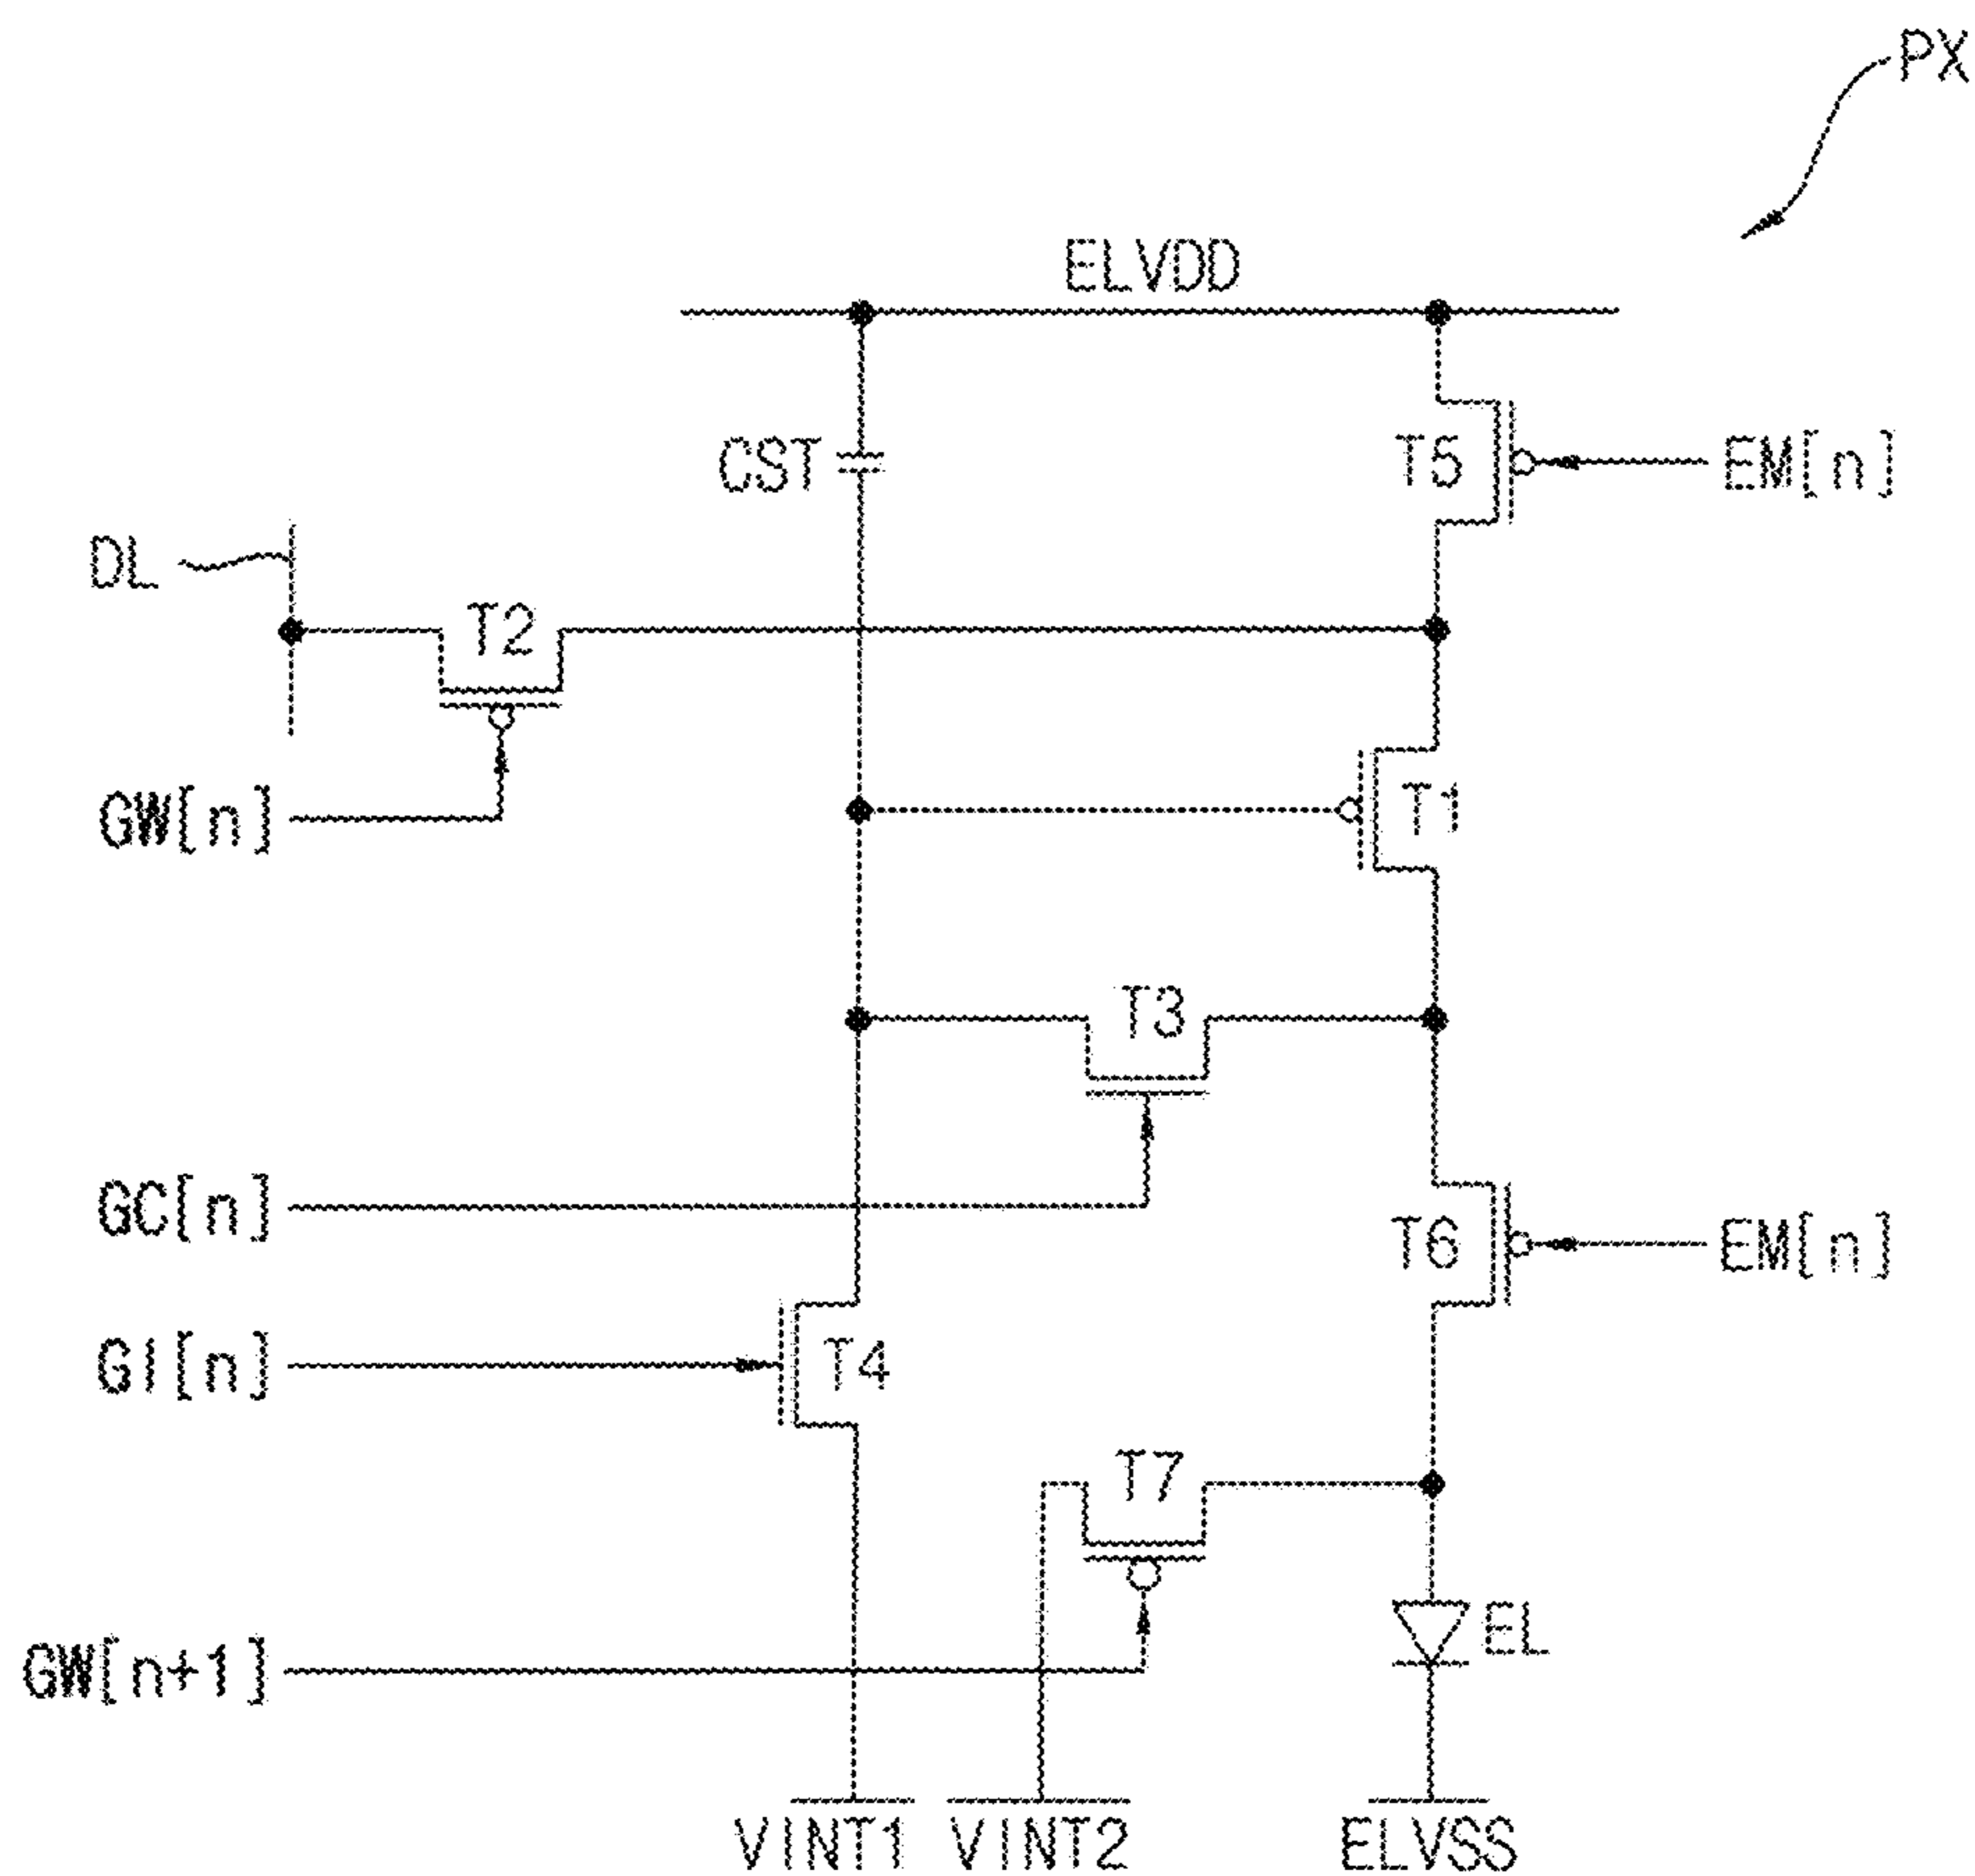 PX
ELVDD
CST
T5
EM[n]
DL
T2
GW[n]
T1
T3
GC[n]
T6
EM[n]
GI[n]
T4
T7
EL
GW[n+1]
VINT1
VINT2
ELVSS